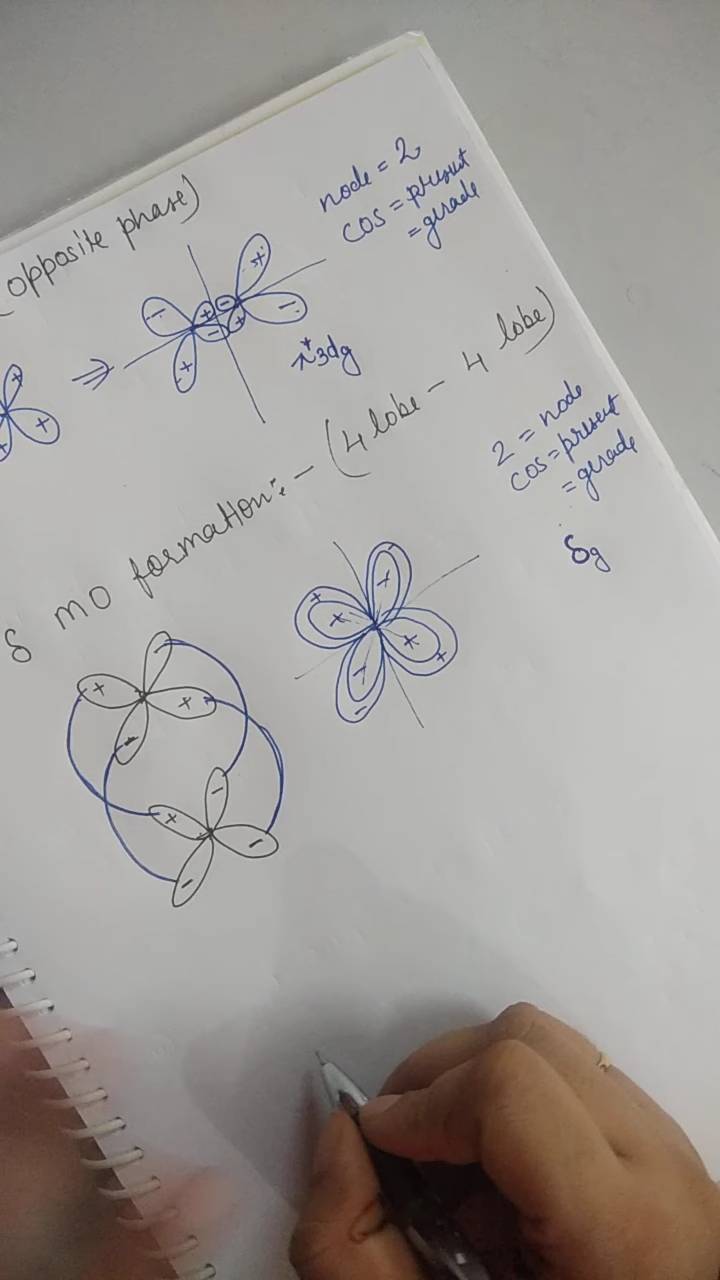 (opposite phase)
node = 2
cos = present
= gerade
+
+
+
⇒
-
+
+
-
-
+
+
-
π*3dg
δ MO formation:- (4 lobe - 4 lobe)
2 = node
cos = present
= gerade
δg
+
+
-
-
+
-
-
+
+
-
+
+
-